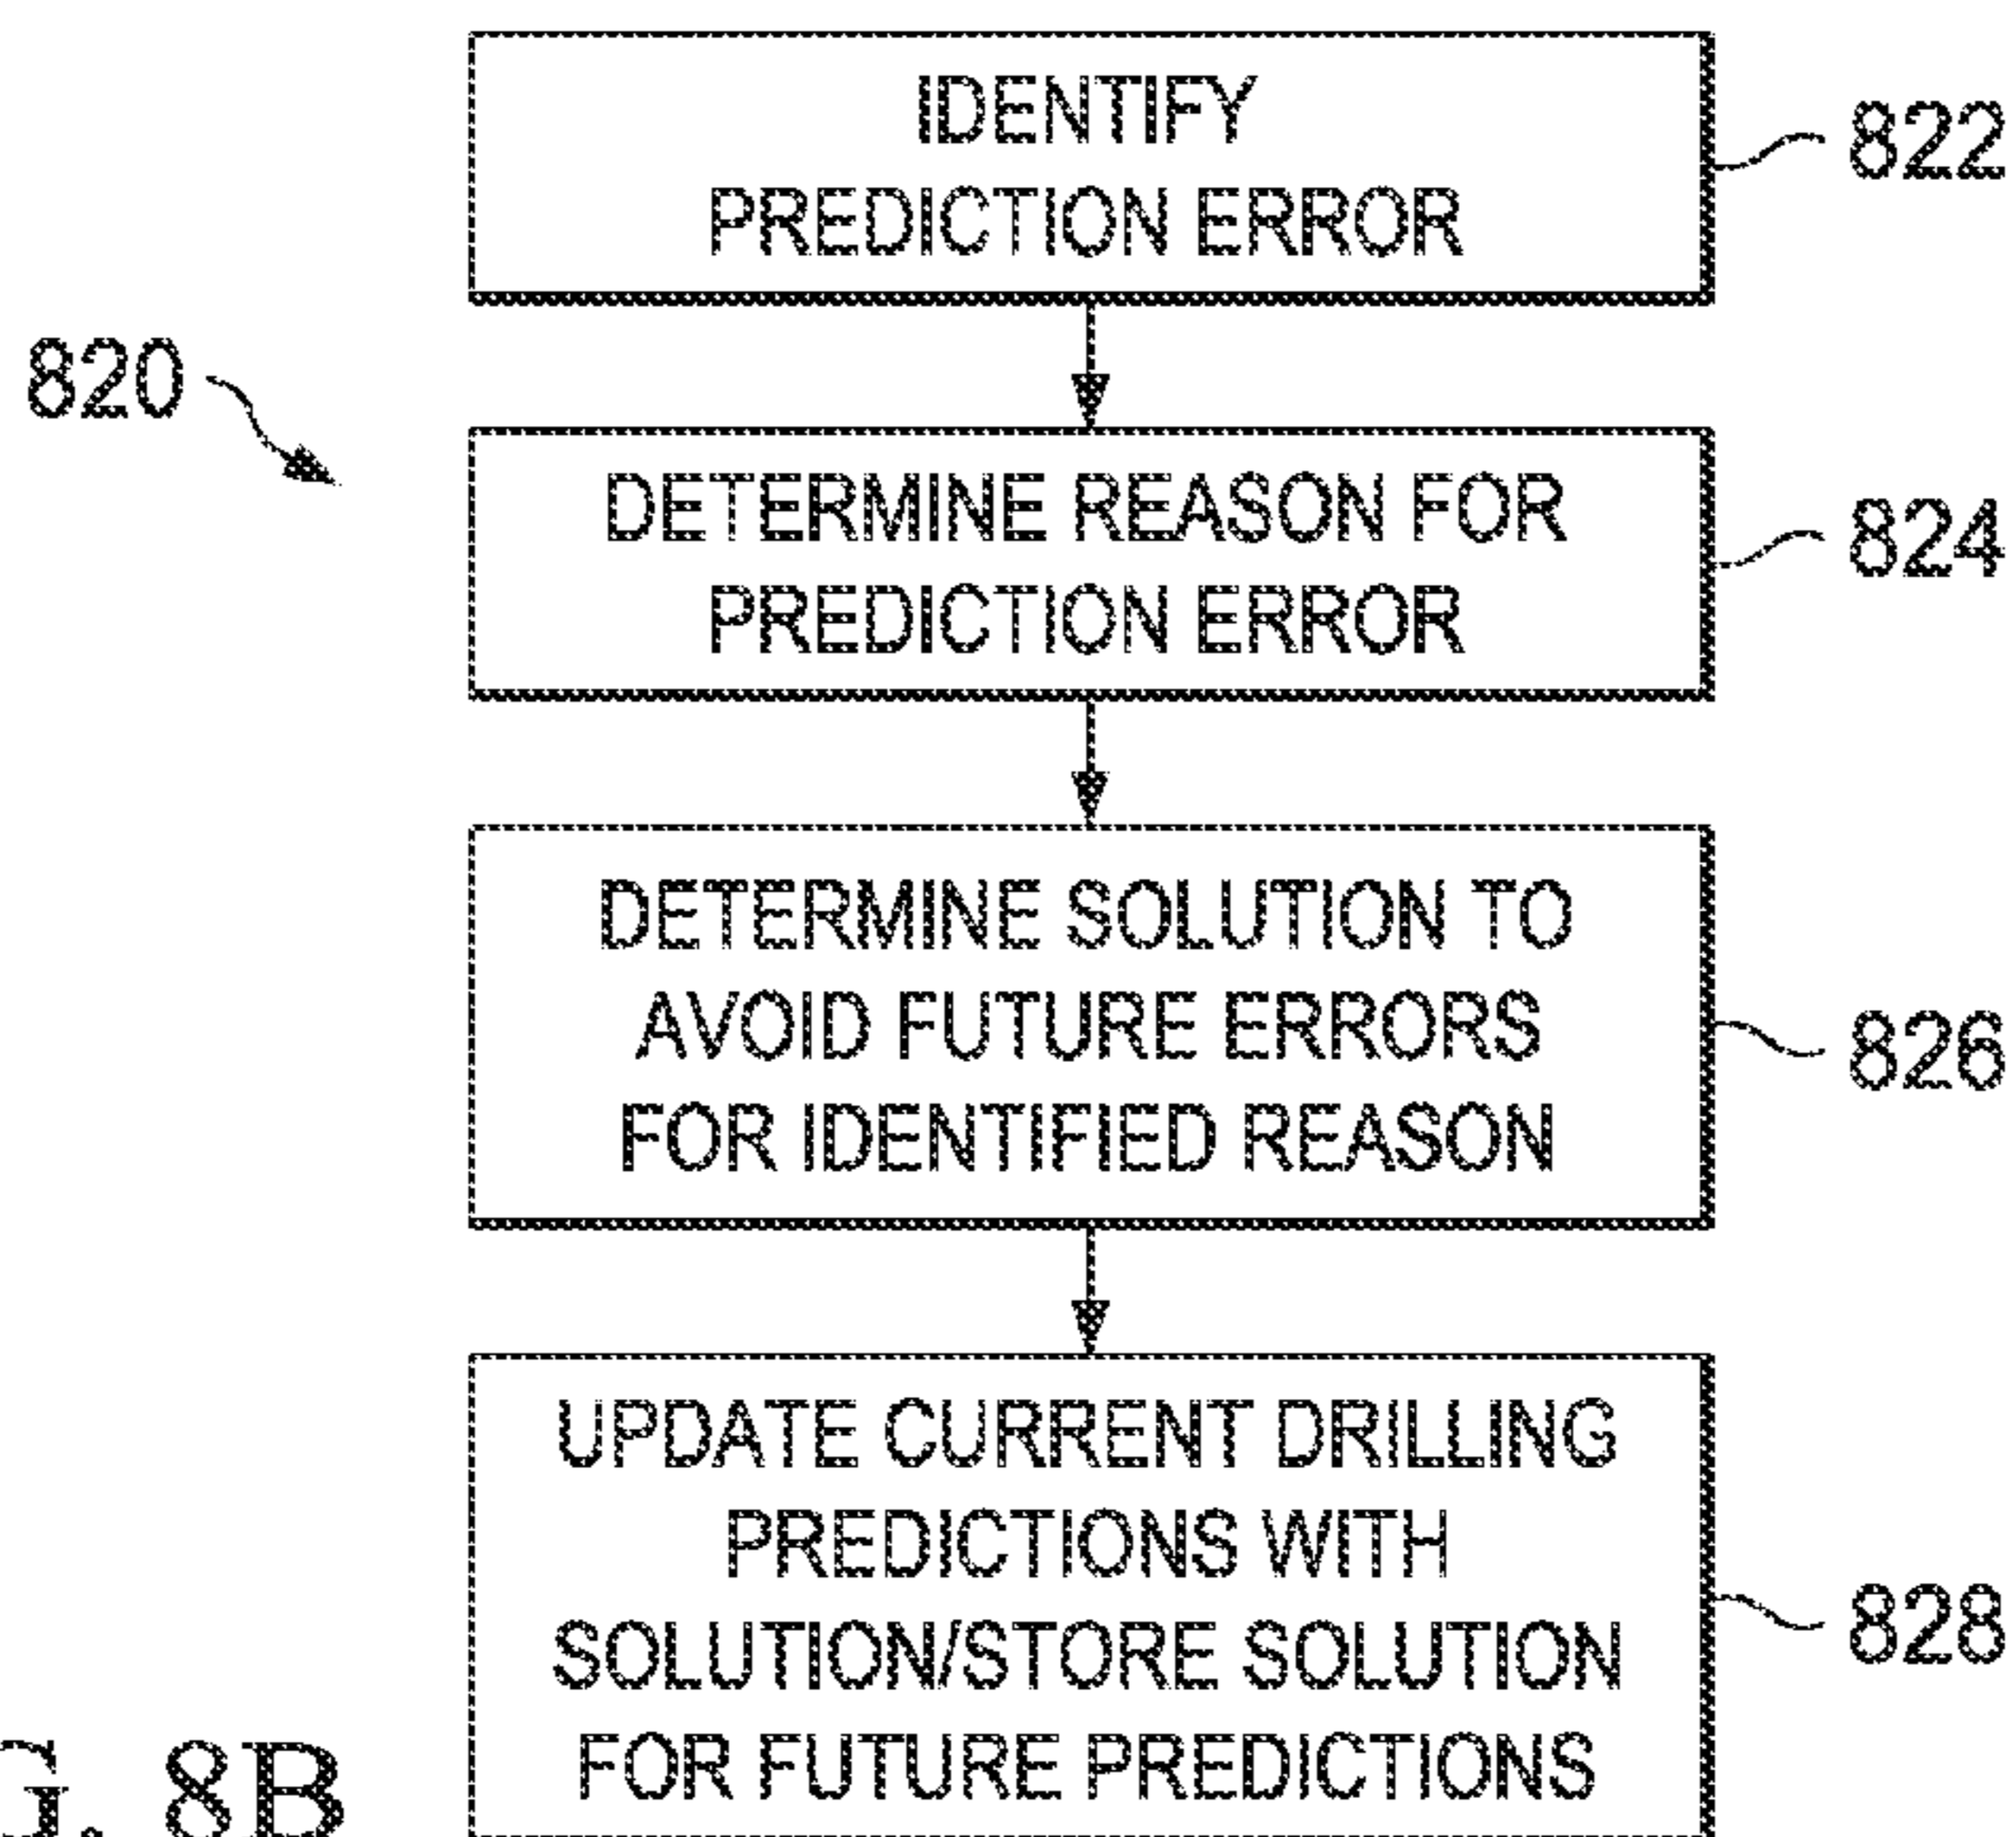 IDENTIFY
PREDICTION ERROR
822
820
DETERMINE REASON FOR
PREDICTION ERROR
824
DETERMINE SOLUTION TO
AVOID FUTURE ERRORS
FOR IDENTIFIED REASON
826
UPDATE CURRENT DRILLING
PREDICTIONS WITH
SOLUTION/STORE SOLUTION
FOR FUTURE PREDICTIONS
828
G. 8B